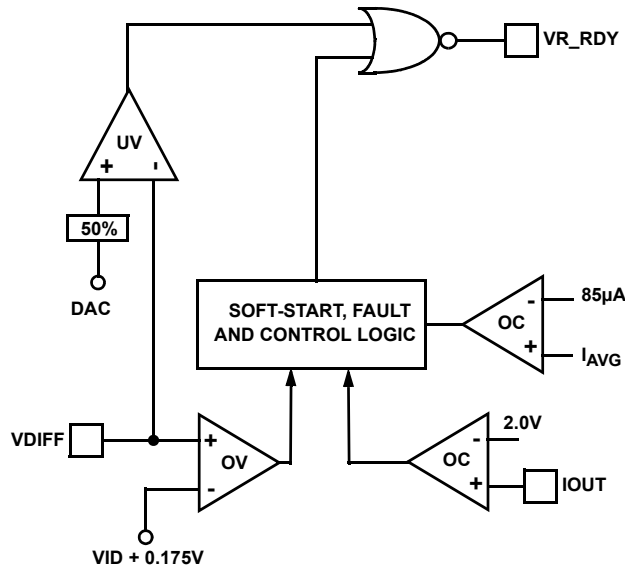 VR_RDY
UV
+ -
50%
DAC
SOFT-START, FAULT
AND CONTROL LOGIC
- 85µA
OC
+ IAVG
VDIFF
+
OV
-
VID + 0.175V
- 2.0V
OC
+ IOUT